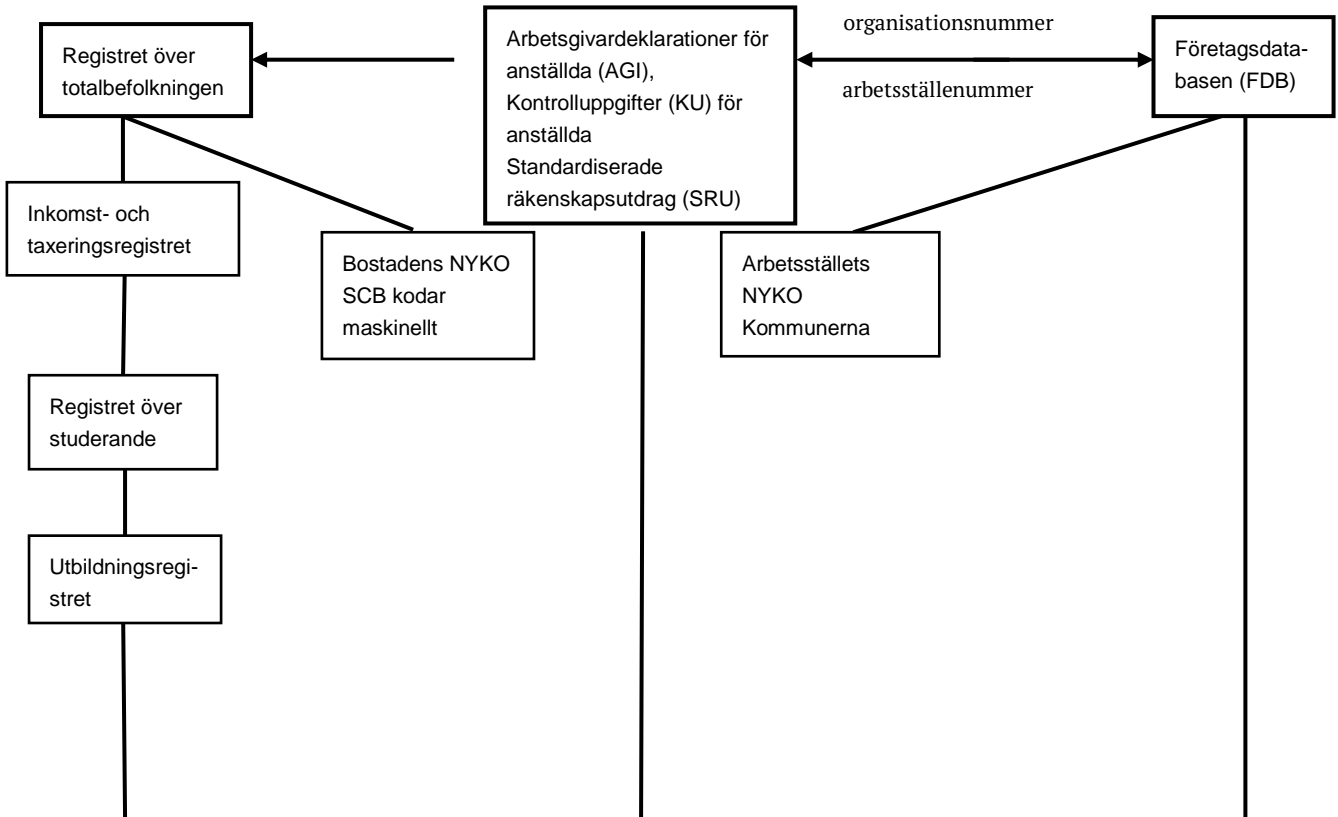 Registret över
totalbefolkningen
Arbetsgivardeklarationer för
anställda (AGI),
Kontrolluppgifter (KU) för
anställda
Standardiserade
räkenskapsutdrag (SRU)
organisationsnummer
arbetsställenummer
Företagsdata-
basen (FDB)
Inkomst- och
taxeringsregistret
Bostadens NYKO
SCB kodar
maskinellt
Arbetsställets
NYKO
Kommunerna
Registret över
studerande
Utbildningsregi-
stret